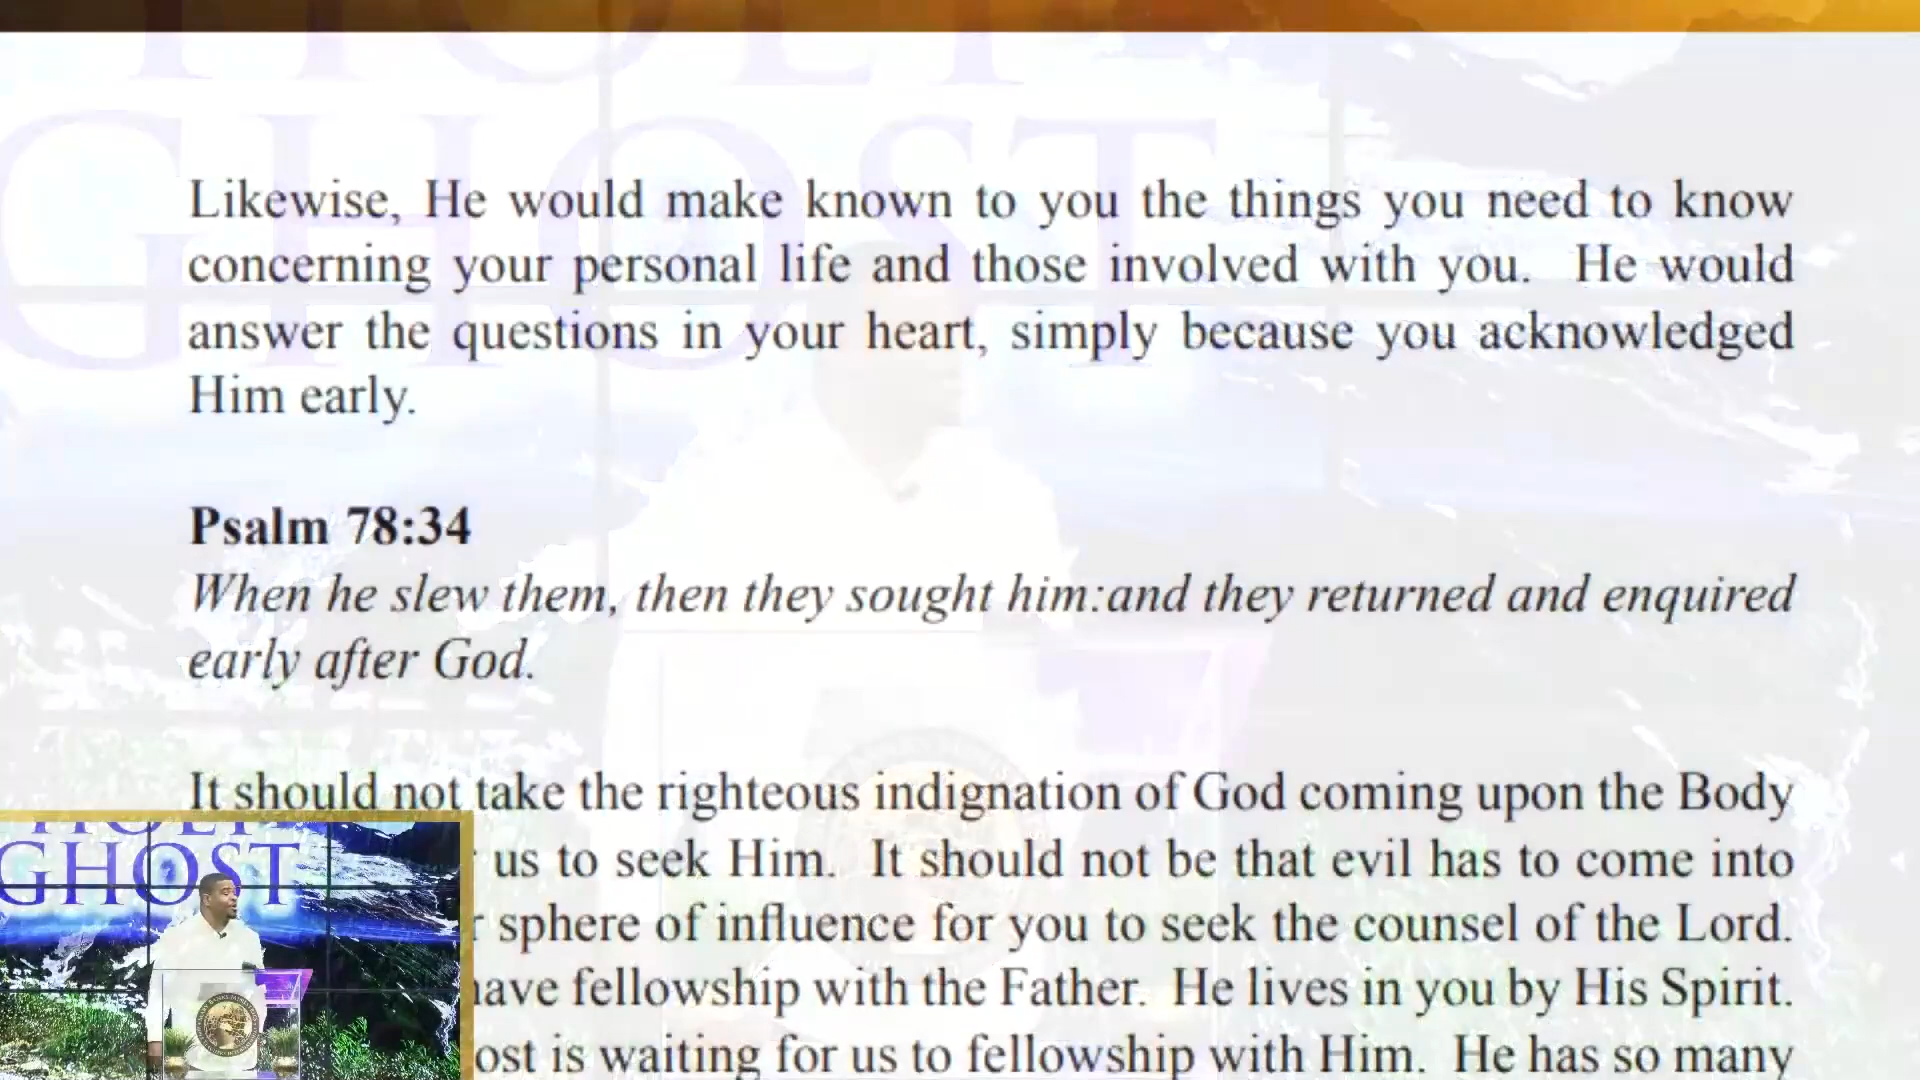 HOLY
GHOST
Likewise, He would make known to you the things you need to know
concerning your personal life and those involved with you. He would
answer the questions in your heart, simply because you acknowledged
Him early.
Psalm 78:34
When he slew them, then they sought him:and they returned and enquired
early after God.
It should not take the righteous indignation of God coming upon the Body
us to seek Him. It should not be that evil has to come into
sphere of influence for you to seek the counsel of the Lord.
have fellowship with the Father. He lives in you by His Spirit.
ost is waiting for us to fellowship with Him. He has so many
HOLY
GHOST